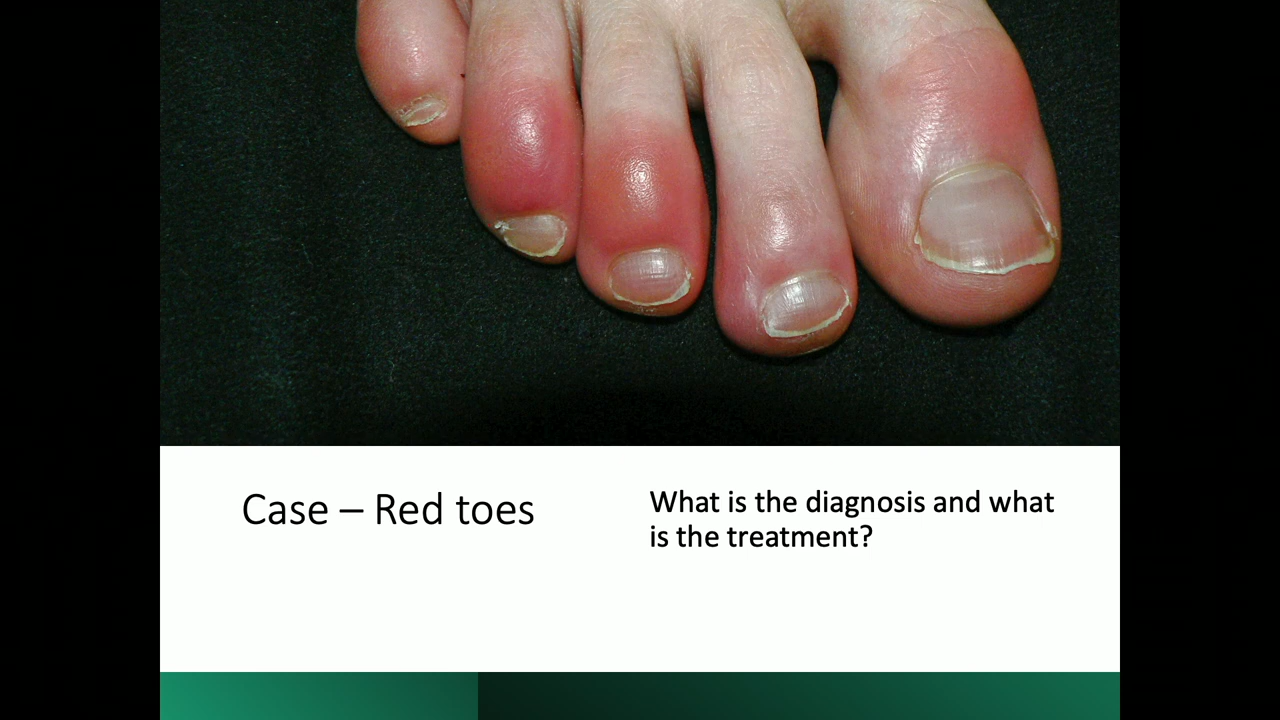 Case – Red toes
What is the diagnosis and what
is the treatment?